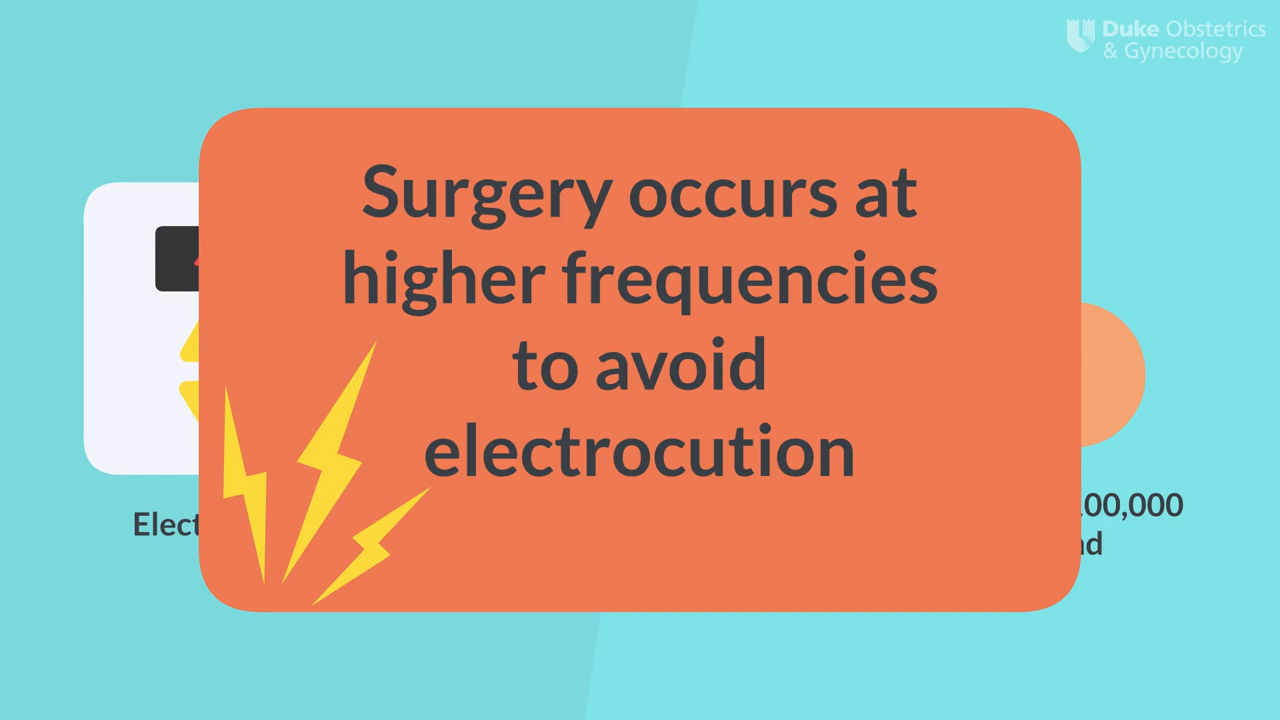 Duke Obstetrics
& Gynecology
Surgery occurs at
higher frequencies
to avoid
electrocution